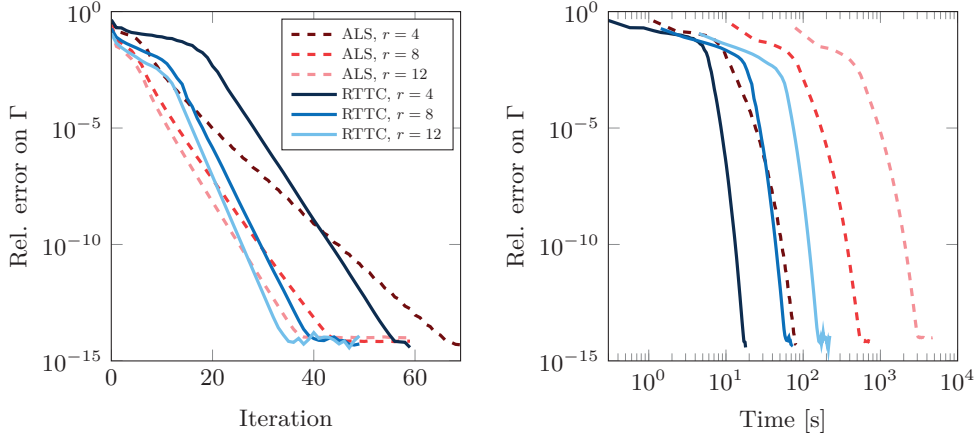 10^0
10^-5
10^-10
10^-15
Rel. error on Γ
0
20
40
60
Iteration
ALS, r = 4
ALS, r = 8
ALS, r = 12
RTTC, r = 4
RTTC, r = 8
RTTC, r = 12
10^0
10^-5
10^-10
10^-15
Rel. error on Γ
10^0
10^1
10^2
10^3
10^4
Time [s]